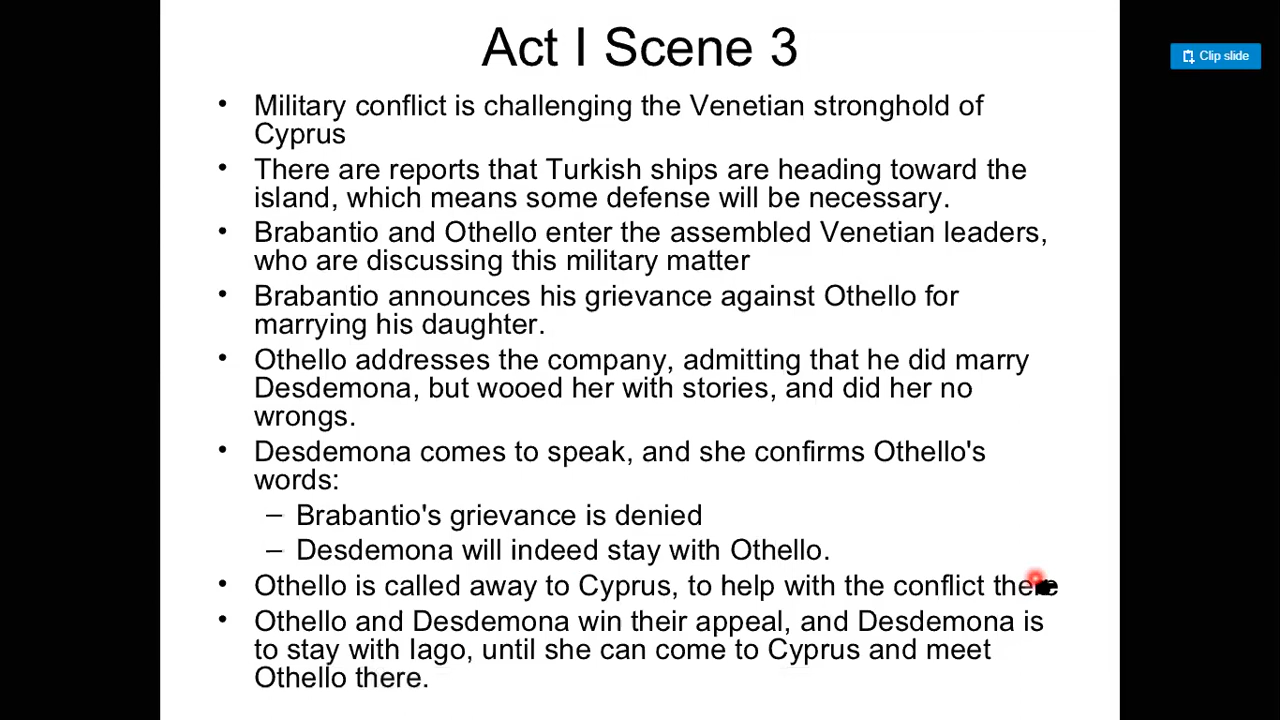 Act I Scene 3
Clip slide
• Military conflict is challenging the Venetian stronghold of
Cyprus
• There are reports that Turkish ships are heading toward the
island, which means some defense will be necessary.
• Brabantio and Othello enter the assembled Venetian leaders,
who are discussing this military matter
• Brabantio announces his grievance against Othello for
marrying his daughter.
• Othello addresses the company, admitting that he did marry
Desdemona, but wooed her with stories, and did her no
wrongs.
• Desdemona comes to speak, and she confirms Othello's
words:
– Brabantio's grievance is denied
– Desdemona will indeed stay with Othello.
• Othello is called away to Cyprus, to help with the conflict there
• Othello and Desdemona win their appeal, and Desdemona is
to stay with Iago, until she can come to Cyprus and meet
Othello there.